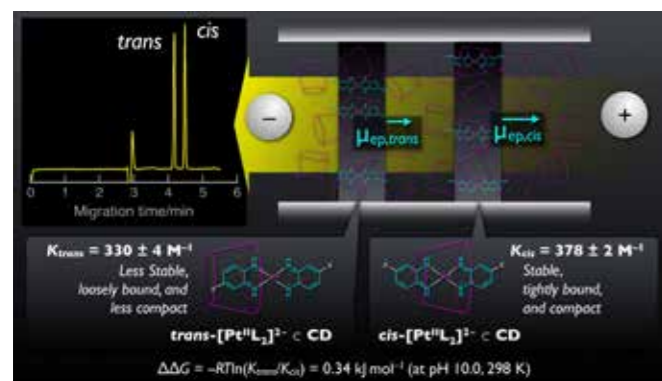 trans
cis
0 1 2 3 4 5 6
Migration time/min
−
μep,trans
μep,cis
+
Ktrans = 330 ± 4 M⁻¹
Less Stable,
loosely bound, and
less compact
trans-[PtᴵᴵL₂]²⁻ ⊂ CD
Kcis = 378 ± 2 M⁻¹
Stable,
tightly bound,
and compact
cis-[PtᴵᴵL₂]²⁻ ⊂ CD
ΔΔG = −RTln(Ktrans/Kcis) = 0.34 kJ mol⁻¹ (at pH 10.0, 298 K)